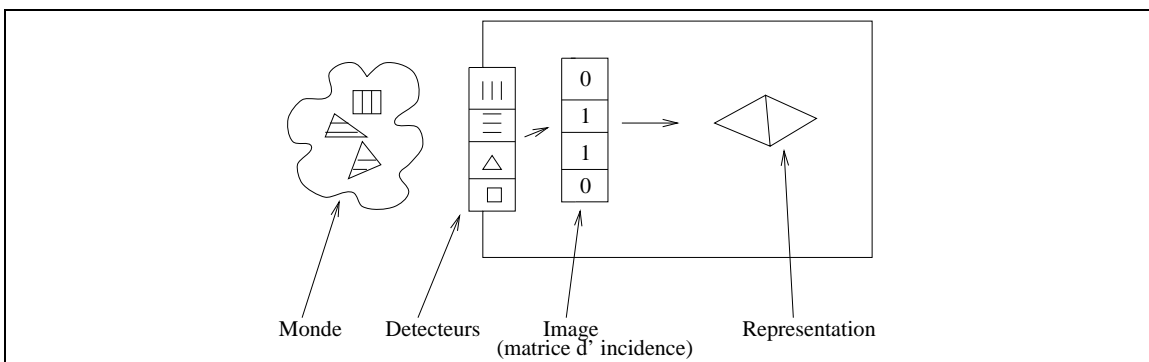 0
1
1
0
Monde
Detecteurs
Image
Representation
(matrice d' incidence)